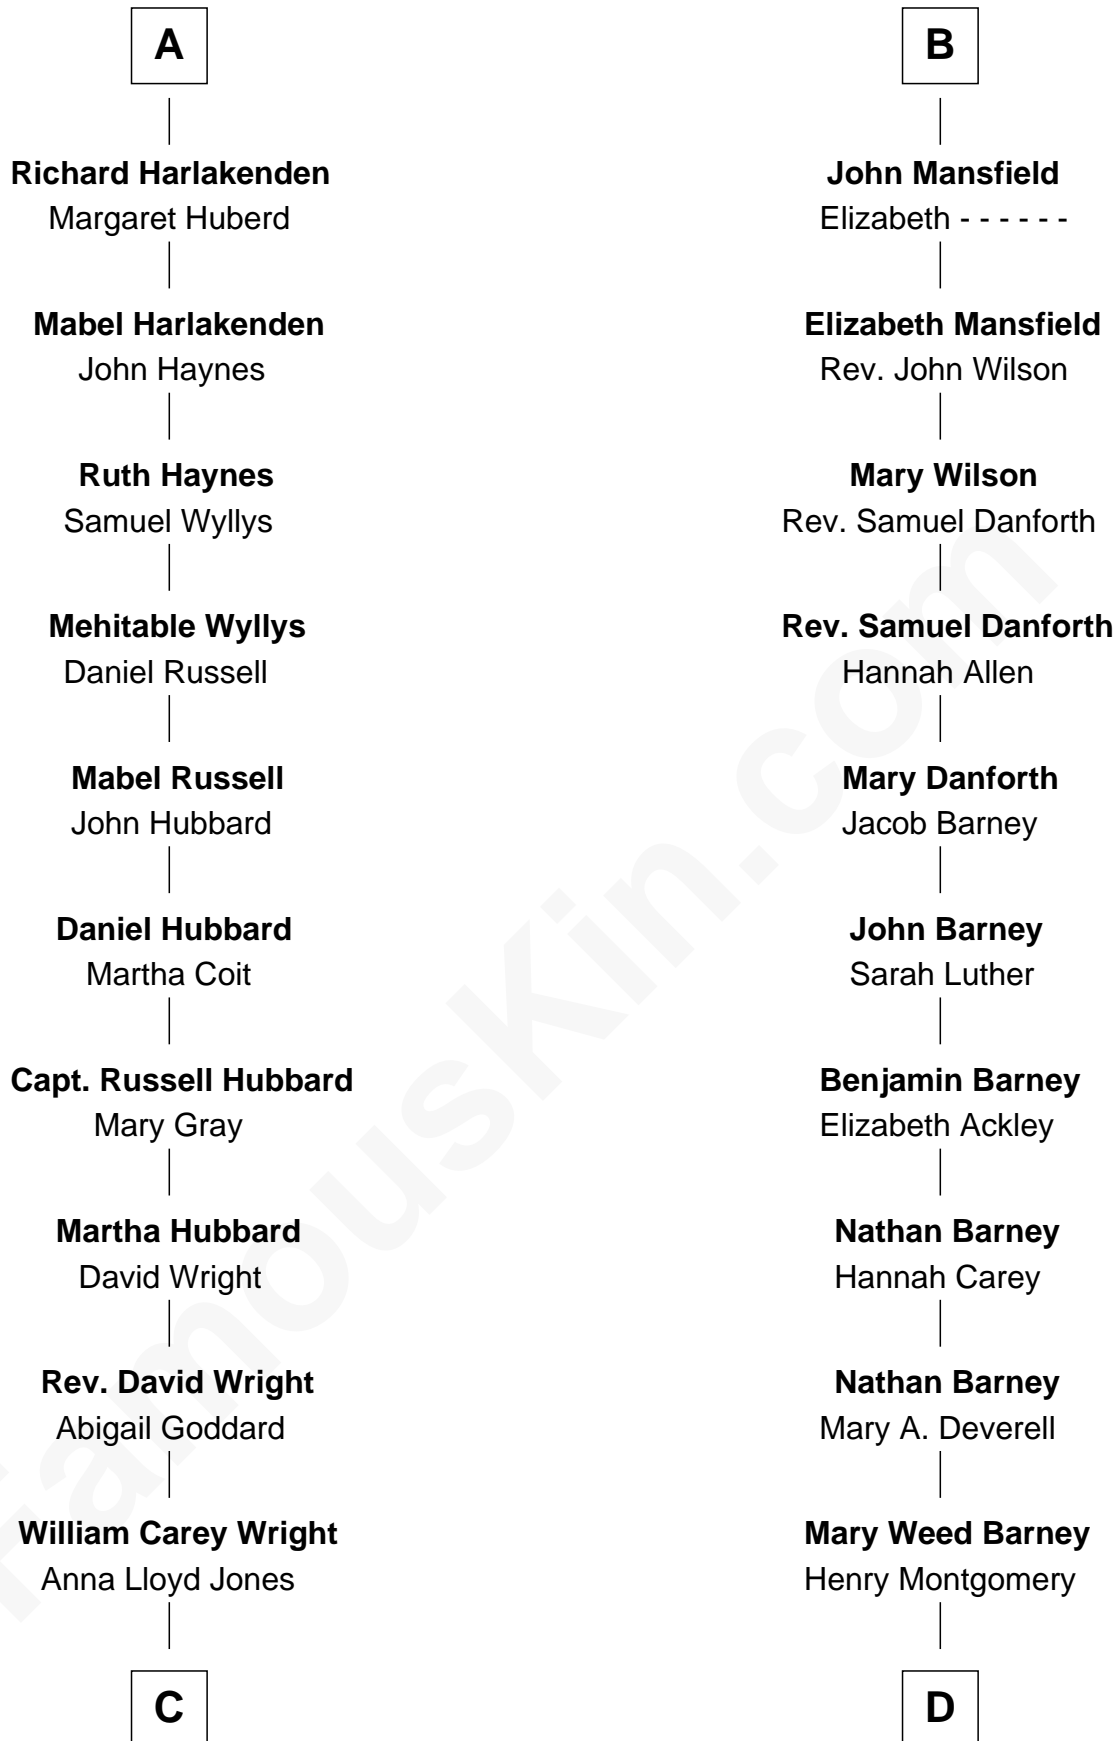 A
Richard Harlakenden
Margaret Huberd
Mabel Harlakenden
John Haynes
Ruth Haynes
Samuel Wyllys
Mehitable Wyllys
Daniel Russell
Mabel Russell
John Hubbard
Daniel Hubbard
Martha Coit
Capt. Russell Hubbard
Mary Gray
Martha Hubbard
David Wright
Rev. David Wright
Abigail Goddard
William Carey Wright
Anna Lloyd Jones
C
B
John Mansfield
Elizabeth - - - - - -
Elizabeth Mansfield
Rev. John Wilson
Mary Wilson
Rev. Samuel Danforth
Rev. Samuel Danforth
Hannah Allen
Mary Danforth
Jacob Barney
John Barney
Sarah Luther
Benjamin Barney
Elizabeth Ackley
Nathan Barney
Hannah Carey
Nathan Barney
Mary A. Deverell
Mary Weed Barney
Henry Montgomery
D
FamousKin.com